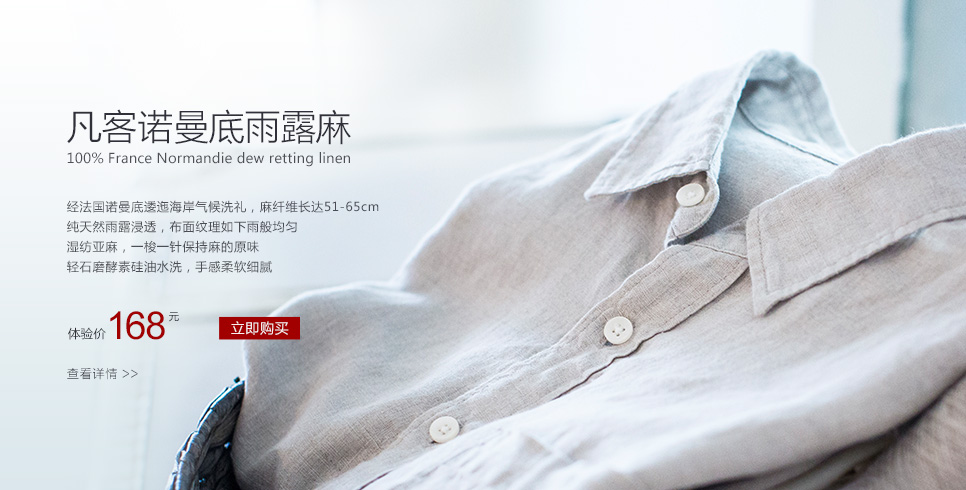 凡客诺曼底雨露麻
100% France Normandie dew retting linen
经法国诺曼底逶迤海岸气候洗礼，麻纤维长达51-65cm
纯天然雨露浸透，布面纹理如下雨般均匀
湿纺亚麻，一梭一针保持麻的原味
轻石磨酵素硅油水洗，手感柔软细腻
体验价168元 立即购买
查看详情 >>